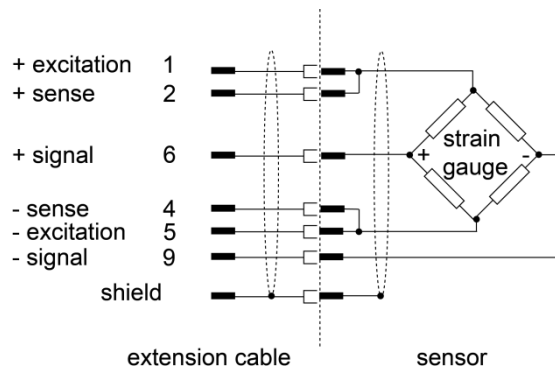 + excitation 1
+ sense 2
+ signal 6
+ strain -
gauge
- sense 4
- excitation 5
- signal 9
shield
extension cable sensor